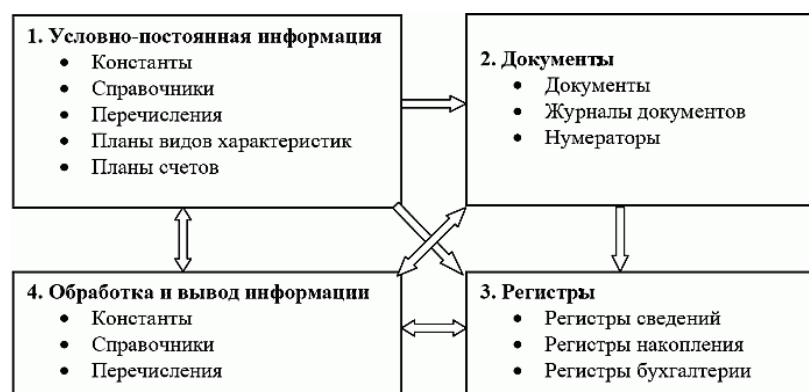 1. Условно-постоянная информация
• Константы
• Справочники
• Перечисления
• Планы видов характеристик
• Планы счетов
2. Документы
• Документы
• Журналы документов
• Нумераторы
4. Обработка и вывод информации
• Константы
• Справочники
• Перечисления
3. Регистры
• Регистры сведений
• Регистры накопления
• Регистры бухгалтерии